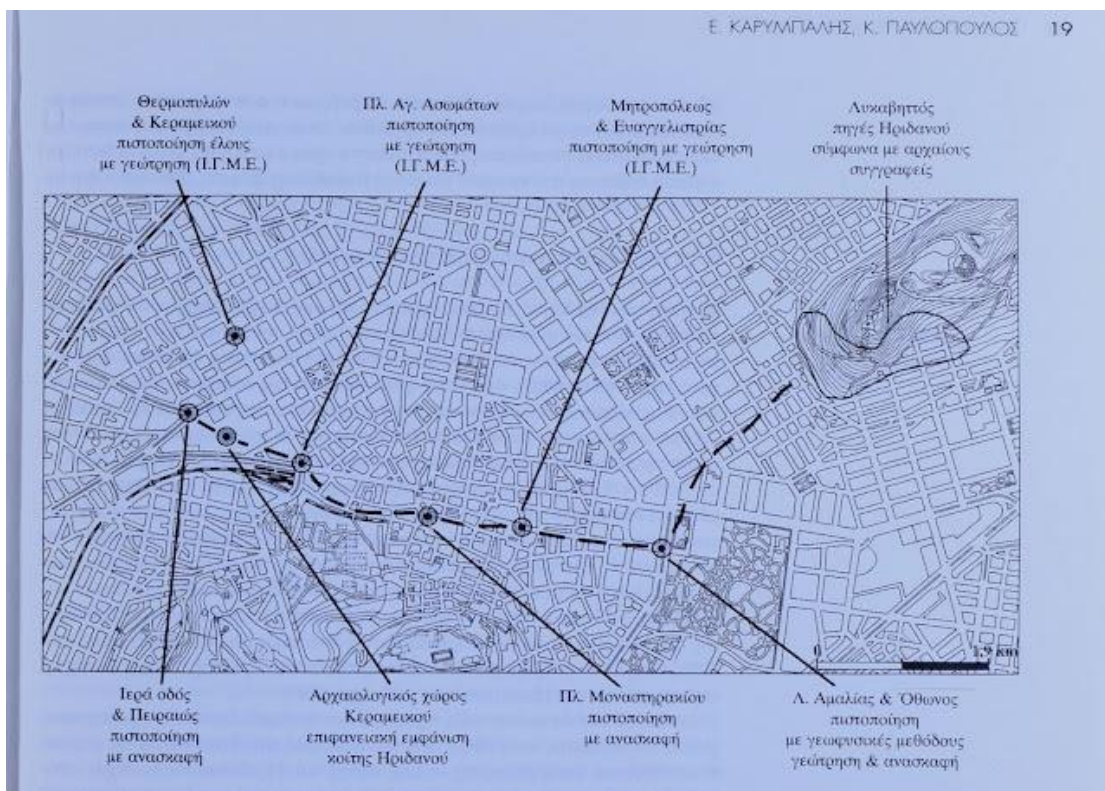 Ε. ΚΑΡΥΜΠΑΛΗΣ, Κ. ΠΑΥΛΟΠΟΥΛΟΣ 19
Θερμοπυλών
& Κεραμεικού
πιστοποίηση έλους
με γεώτρηση (Ι.Γ.Μ.Ε.)
Πλ. Αγ. Ασωμάτων
πιστοποίηση
με γεώτρηση
(Ι.Γ.Μ.Ε.)
Μητροπόλεως
& Ευαγγελιστρίας
πιστοποίηση με γεώτρηση
(Ι.Γ.Μ.Ε.)
Λυκαβηττός
πηγές Ηριδανού
σύμφωνα με αρχαίους
συγγραφείς
0 km
Ιερά οδός
& Πειραιώς
πιστοποίηση
με ανασκαφή
Αρχαιολογικός χώρος
Κεραμεικού
επιφανειακή εμφάνιση
κοίτης Ηριδανού
Πλ. Μοναστηρακίου
πιστοποίηση
με ανασκαφή
Λ. Αμαλίας & Όθωνος
πιστοποίηση
με γεωφυσικές μεθόδους
γεώτρηση & ανασκαφή